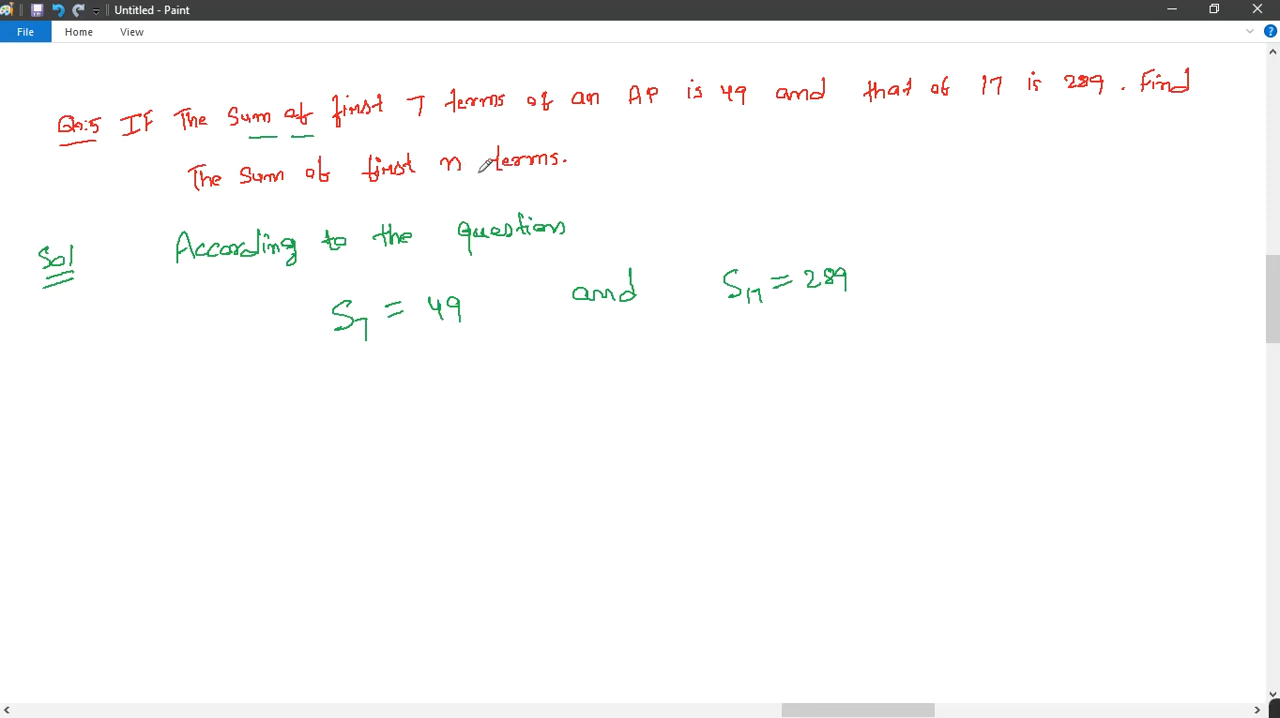 Untitled - Paint
File Home View
Qn:5 IF The Sum of first 7 terms of an AP is 49 and that of 17 is 289. Find
The Sum of first n terms.
Sol According to the question
S₇ = 49 and S₁₇ = 289